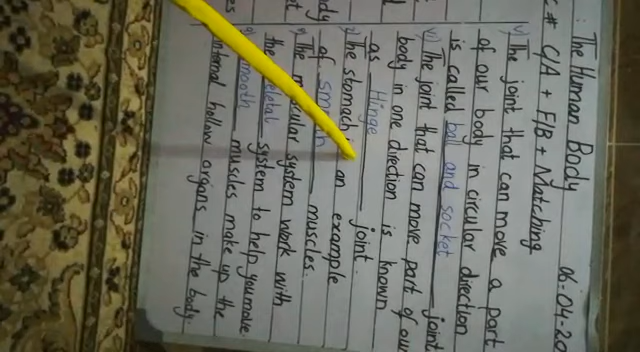 : The Human Body 06-04-20
C # C/A + F/B + Matching
v) The joint that can move a part
of our body in circular direction
is called ball and socket joint
vi) The joint that can move part of our
body in one direction is known
as Hinge joint.
The stomach an example
of muscles.
The system work with
the system to help you move.
muscles make up the
internal hollow organs in the body.